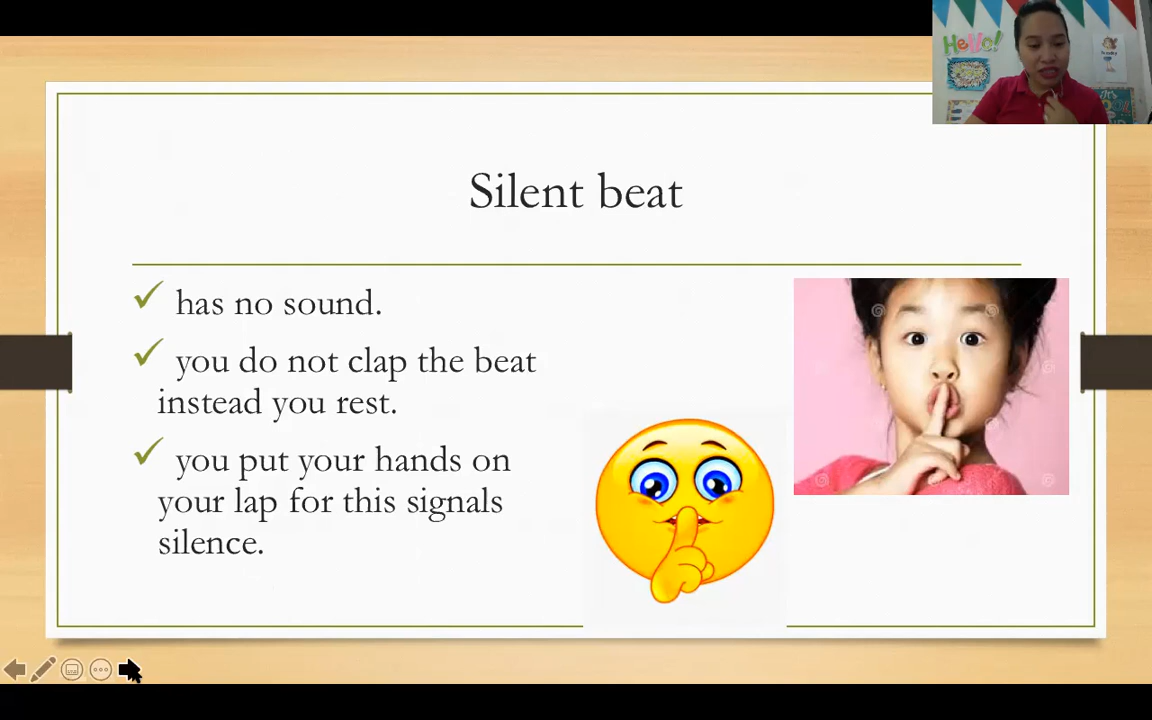 Hello!
Silent beat
has no sound.
you do not clap the beat
instead you rest.
you put your hands on
your lap for this signals
silence.